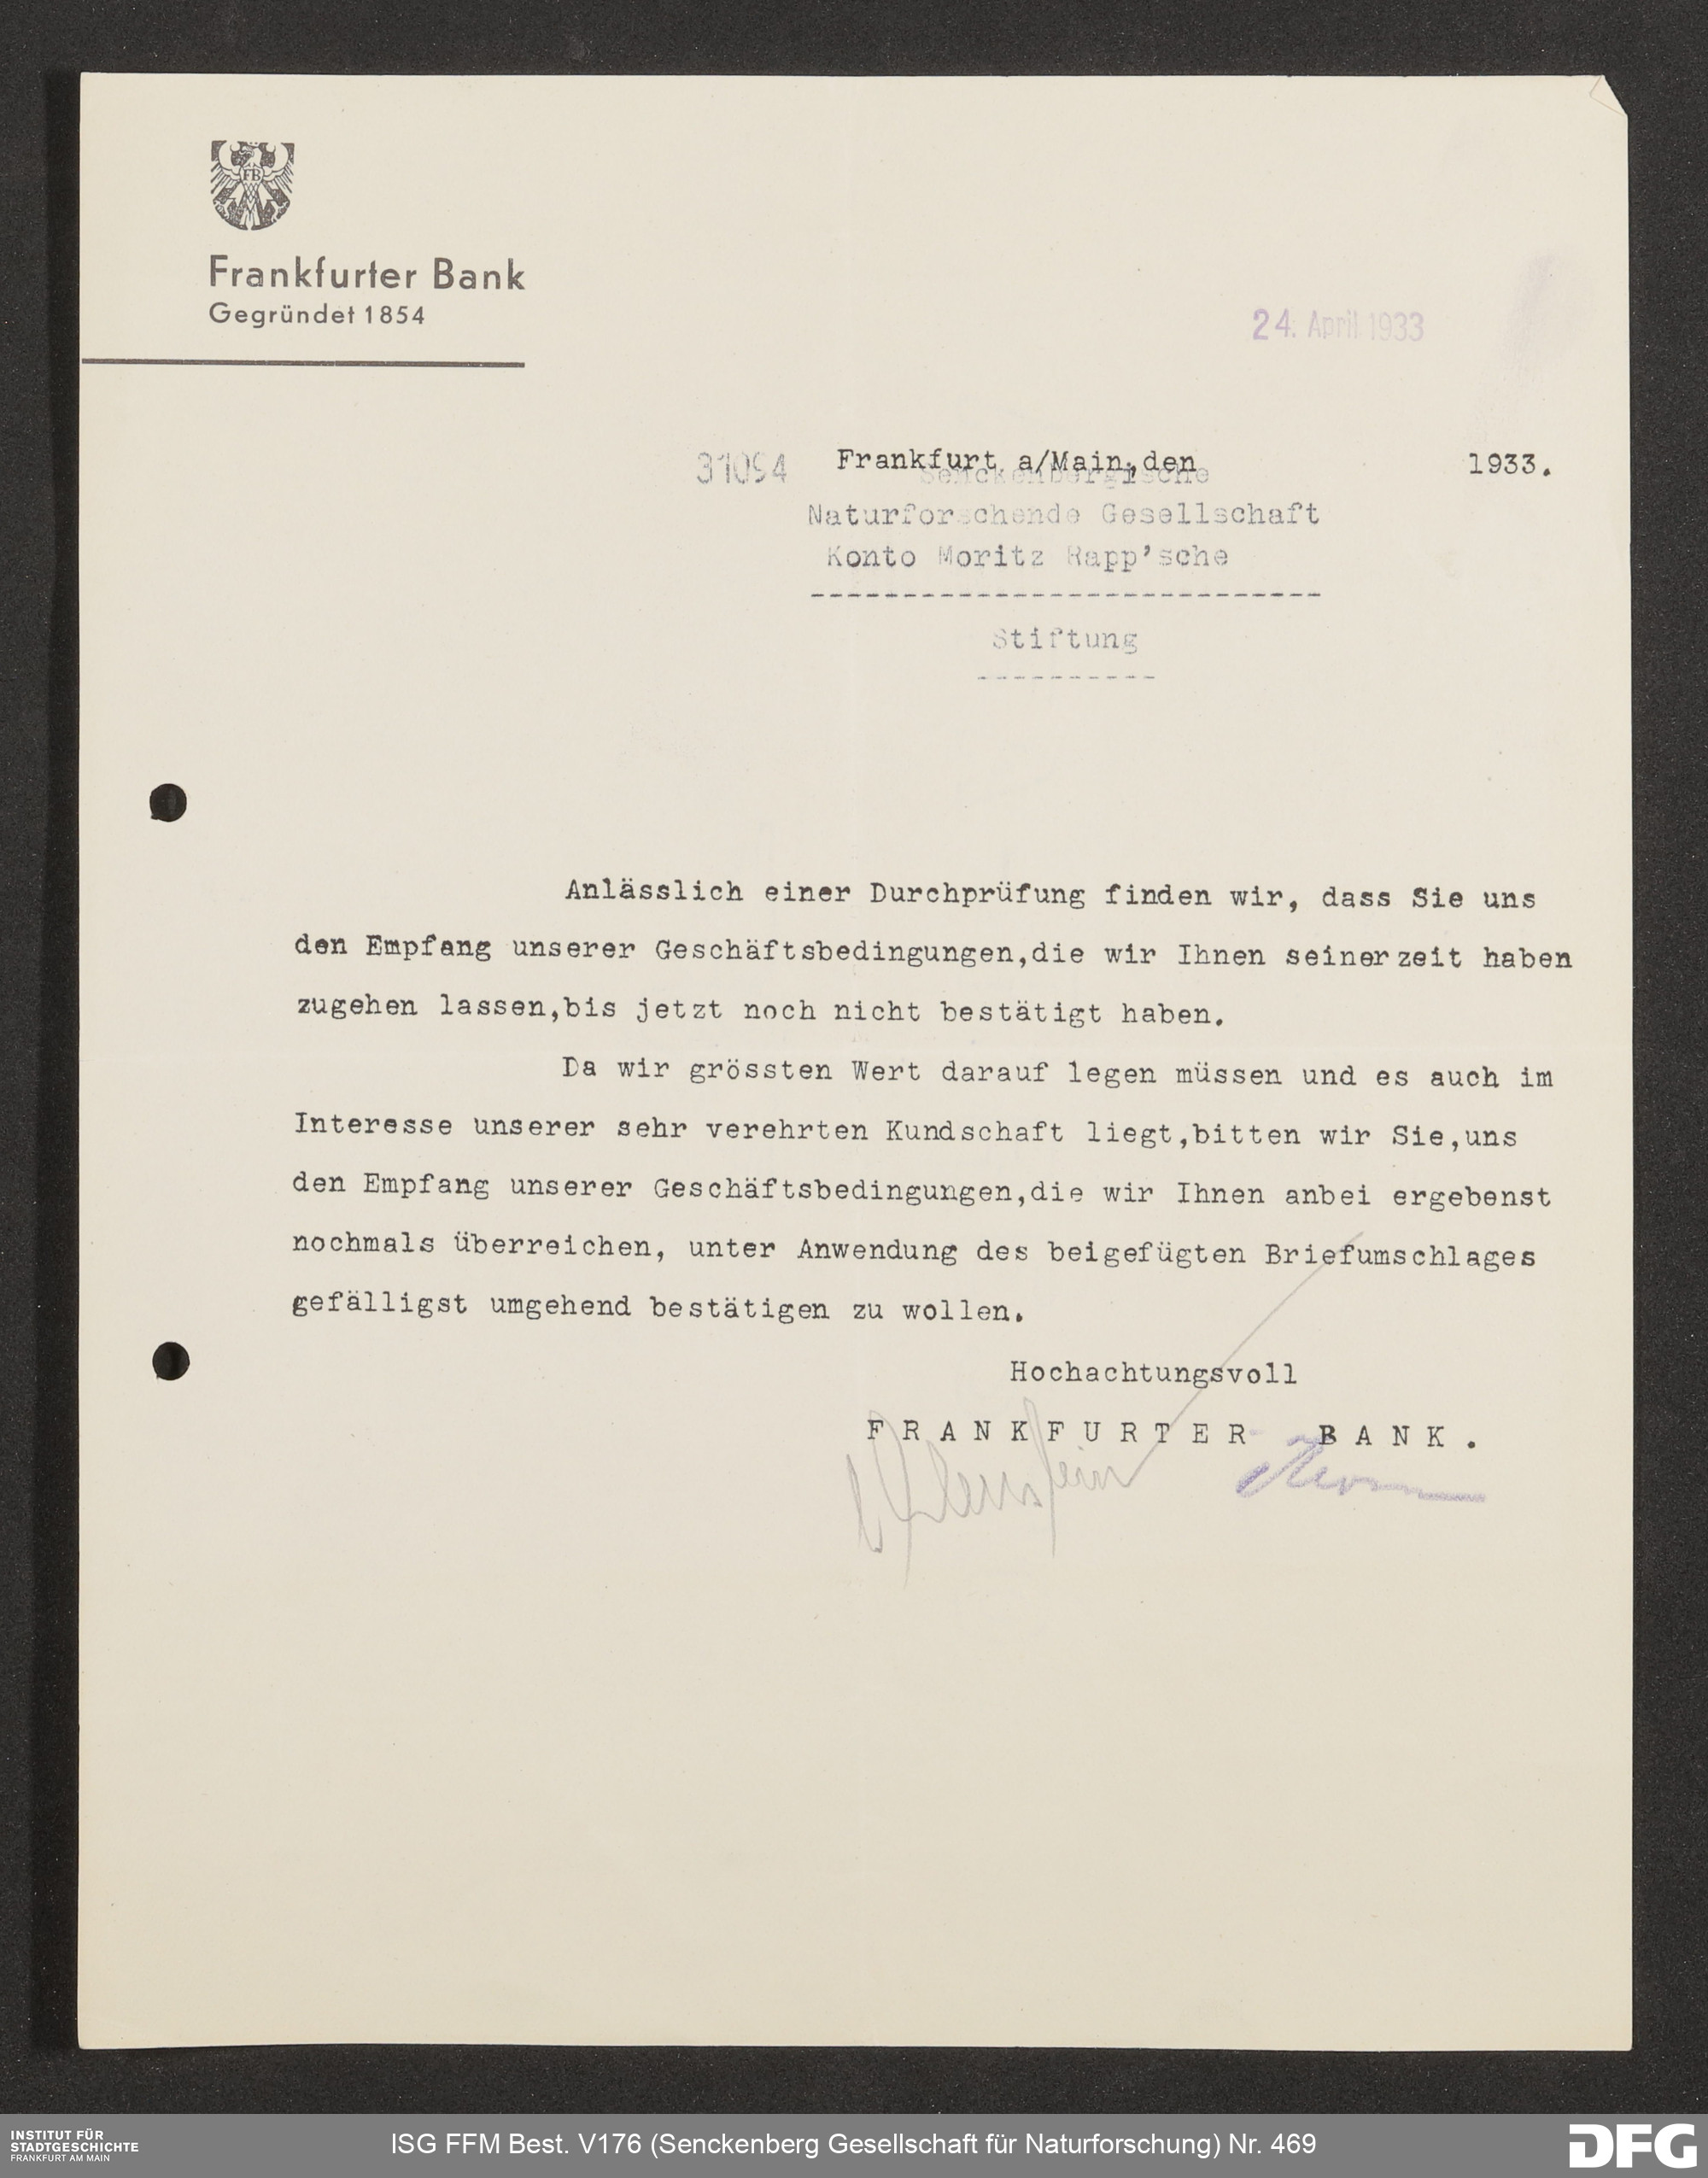 FB
Frankfurter Bank
Gegründet 1854
24. April 1933
31094 Frankfurt a/Main, den 1933.
Senckenbergische
Naturforschende Gesellschaft
Konto Moritz Rapp'sche
Stiftung
Anlässlich einer Durchprüfung finden wir, dass Sie uns
den Empfang unserer Geschäftsbedingungen,die wir Ihnen seinerzeit haben
zugehen lassen,bis jetzt noch nicht bestätigt haben.
Da wir grössten Wert darauf legen müssen und es auch im
Interesse unserer sehr verehrten Kundschaft liegt,bitten wir Sie,uns
den Empfang unserer Geschäftsbedingungen,die wir Ihnen anbei ergebenst
nochmals überreichen, unter Anwendung des beigefügten Briefumschlages
gefälligst umgehend bestätigen zu wollen.
Hochachtungsvoll
FRANKFURTER BANK.
INSTITUT FÜR
STADTGESCHICHTE
FRANKFURT AM MAIN
ISG FFM Best. V176 (Senckenberg Gesellschaft für Naturforschung) Nr. 469
DFG